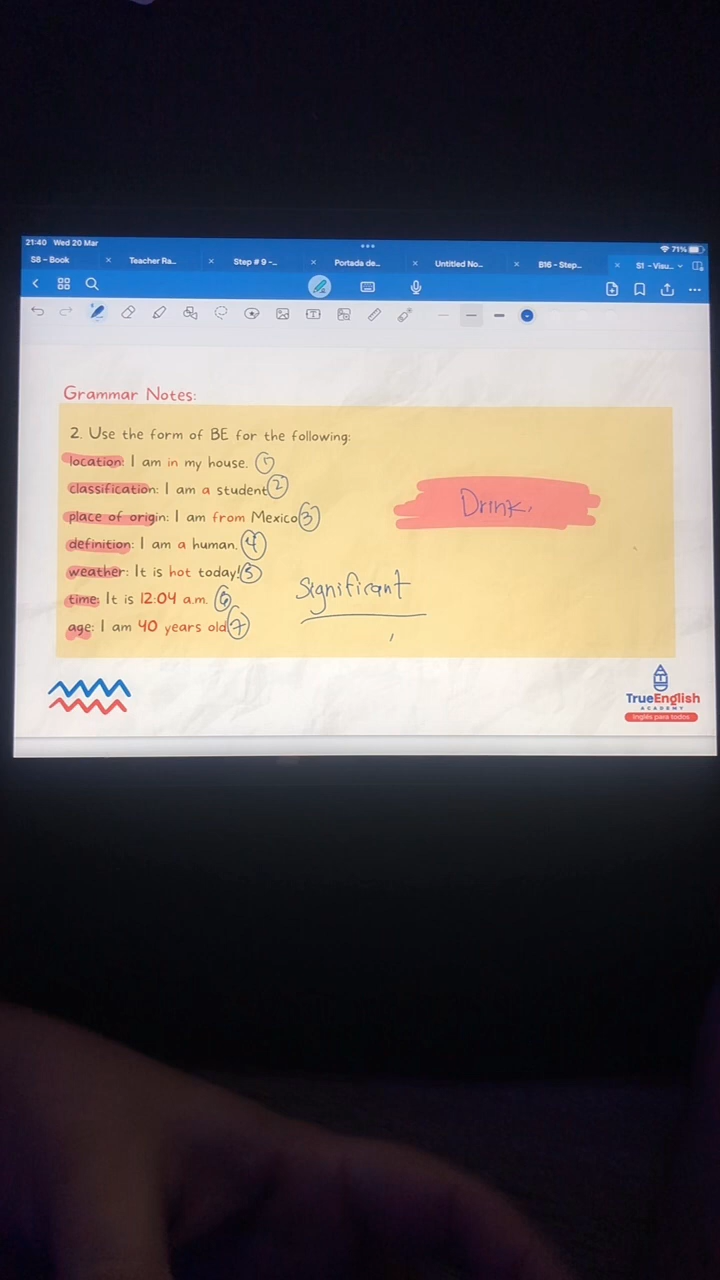 21:40 Wed 20 Mar
71%
S8 - Book
Teacher Ra...
Step # 9 -...
Portada de...
Untitled No...
B16 - Step...
S1 - Visu...
Grammar Notes:
2. Use the form of BE for the following:
location: I am in my house. 1
classification: I am a student 2
place of origin: I am from Mexico 3
definition: I am a human. 4
weather: It is hot today! 5
time: It is 12:04 a.m. 6
age: I am 40 years old 7
Drink.
Significant
TrueEnglish
ACADEMY
Inglés para todos